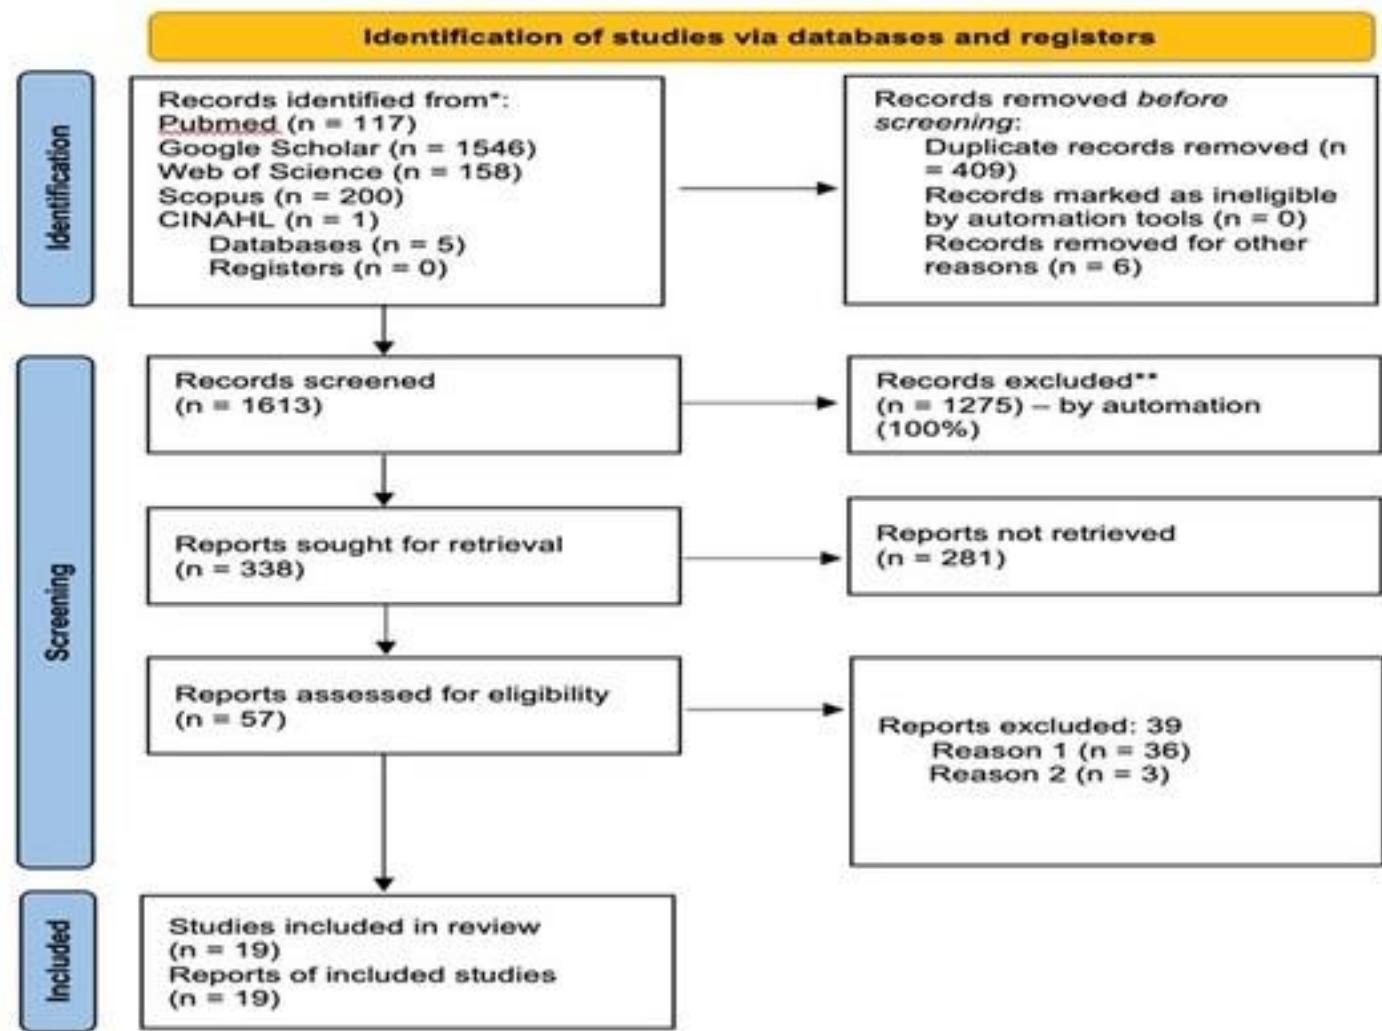 Identification of studies via databases and registers
Identification
Records identified from*:
Pubmed (n = 117)
Google Scholar (n = 1546)
Web of Science (n = 158)
Scopus (n = 200)
CINAHL (n = 1)
Databases (n = 5)
Registers (n = 0)
Records removed before
screening:
Duplicate records removed (n
= 409)
Records marked as ineligible
by automation tools (n = 0)
Records removed for other
reasons (n = 6)
Screening
Records screened
(n = 1613)
Records excluded**
(n = 1275) – by automation
(100%)
Reports sought for retrieval
(n = 338)
Reports not retrieved
(n = 281)
Reports assessed for eligibility
(n = 57)
Reports excluded: 39
Reason 1 (n = 36)
Reason 2 (n = 3)
Included
Studies included in review
(n = 19)
Reports of included studies
(n = 19)